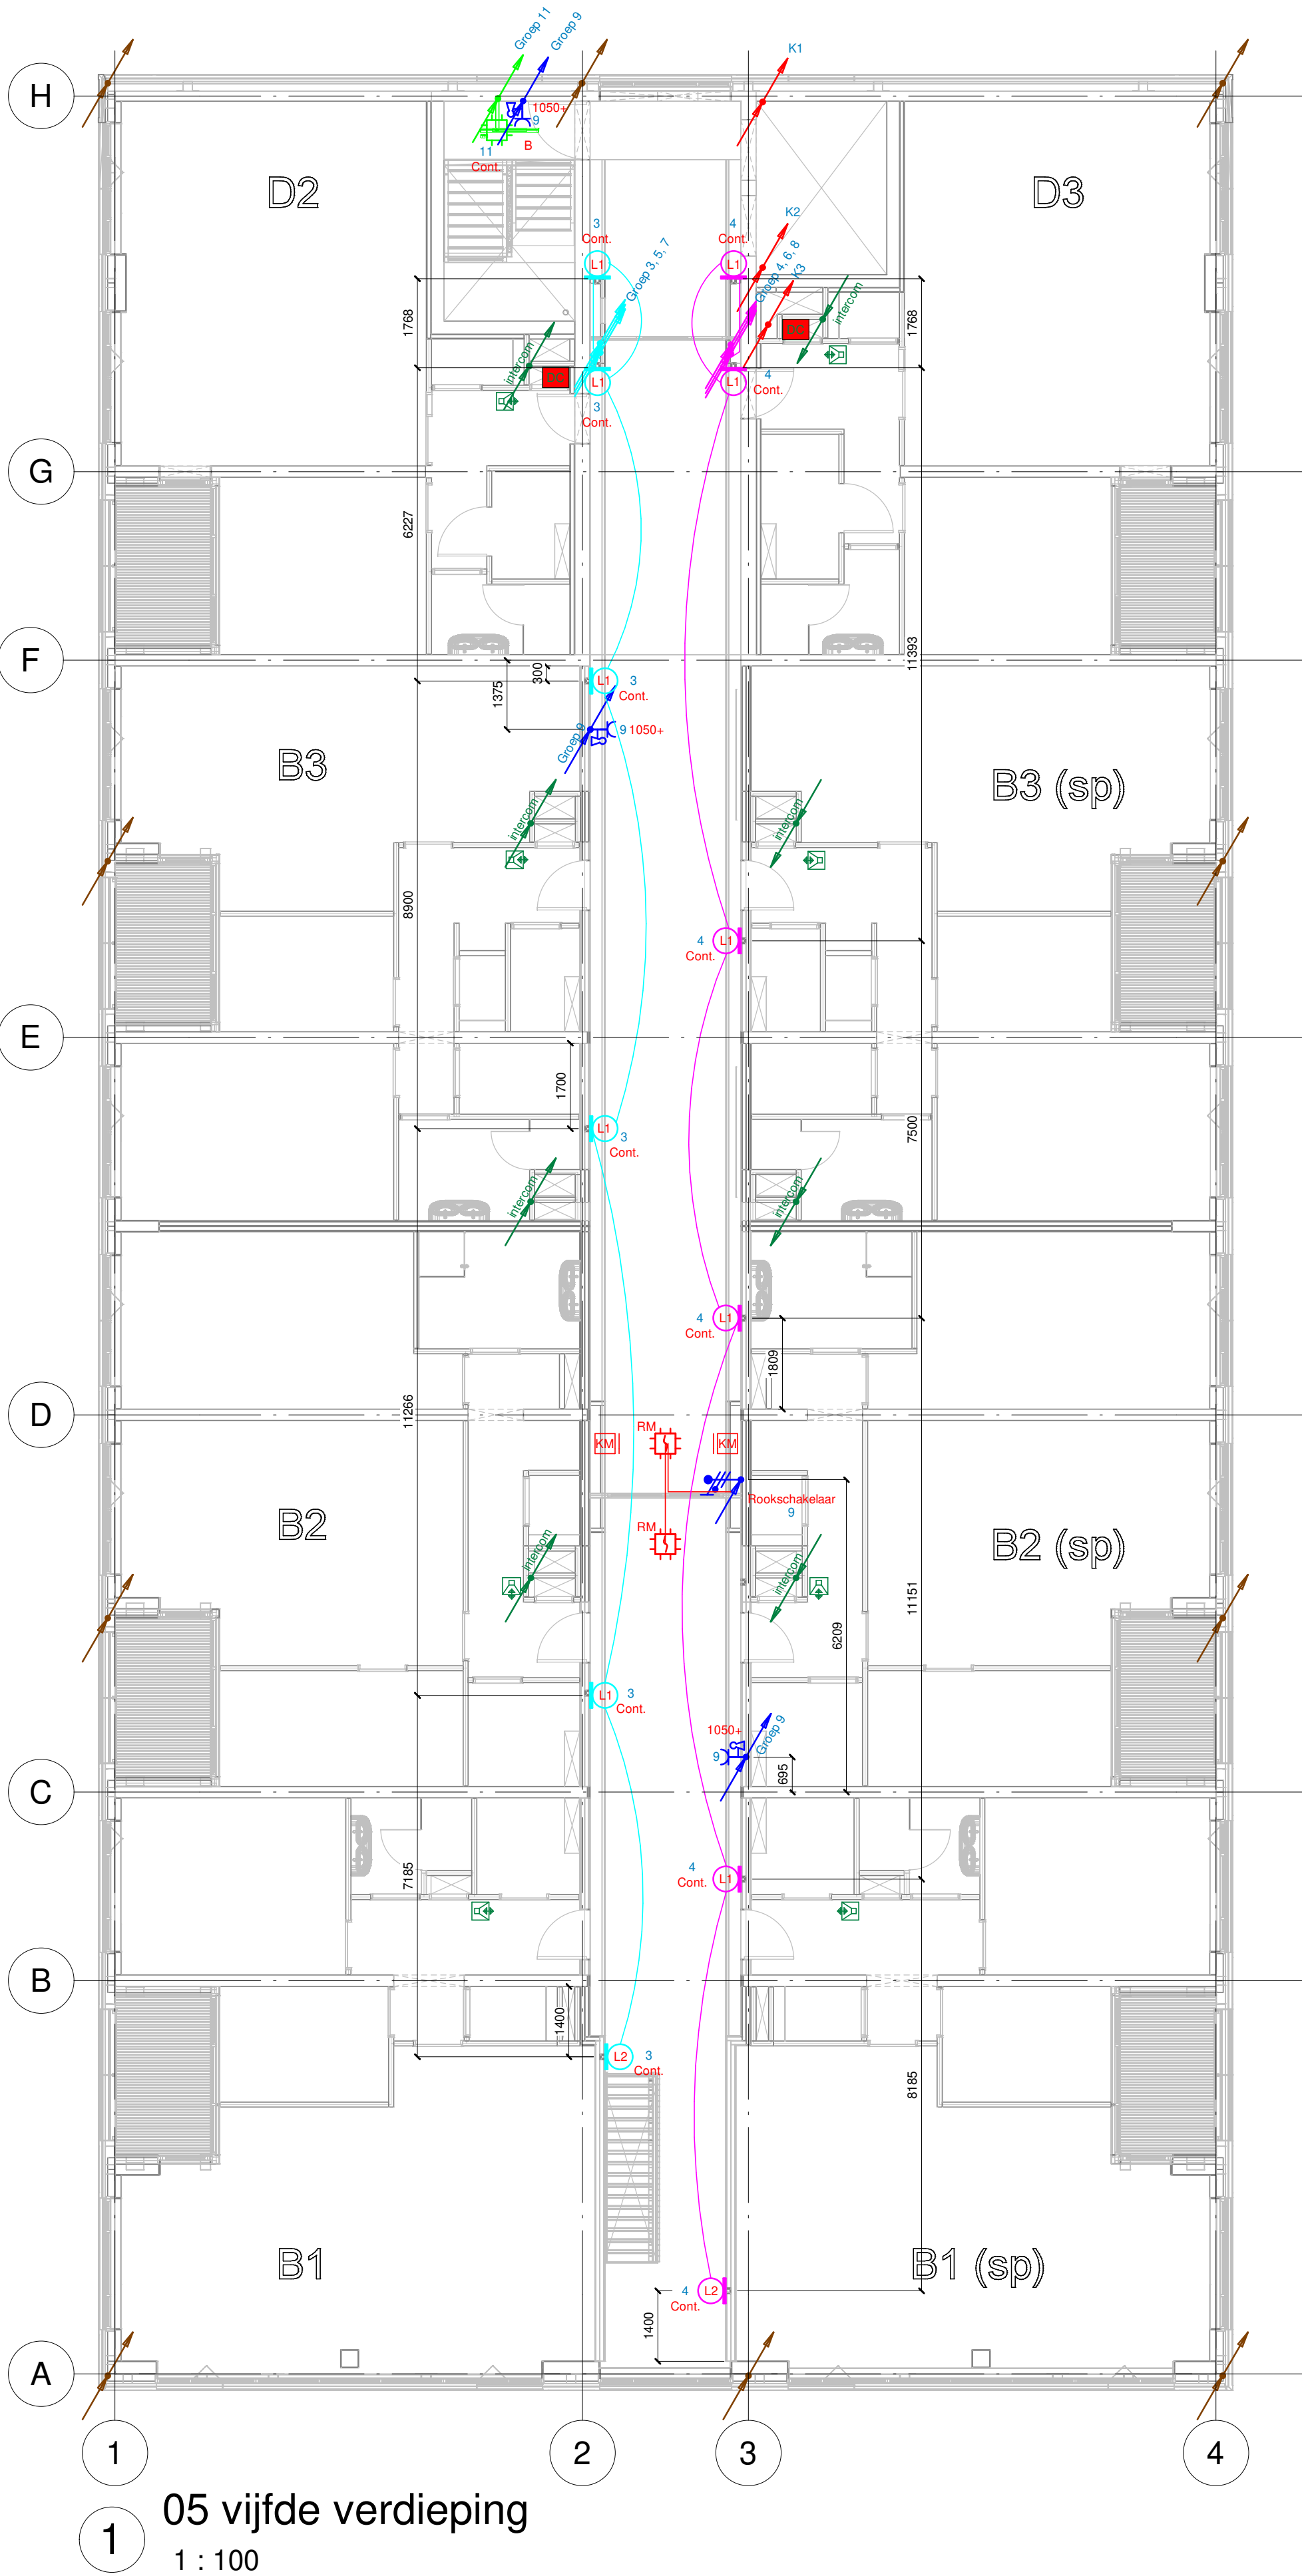 Groep 11
Groep 9
K1
H
1050+
9
11
Cont.
B
D2
D3
3
Cont.
4
Cont.
K2
L1
L1
Groep 3, 5, 7
Groep 4, 6, 8
K3
intercom
1768
1768
intercom
L1
L1
4
Cont.
3
Cont.
G
6227
F
11393
300
1375
L1
3
Cont.
Groep 9
9
1050+
B3
B3 (sp)
intercom
intercom
8900
4
L1
Cont.
E
1700
7500
L1
3
Cont.
intercom
intercom
4
L1
Cont.
1809
11266
D
RM
KM
KM
Rookschakelaar
9
B2
B2 (sp)
RM
intercom
intercom
11151
6209
L1
3
Cont.
1050+
9
Groep 9
695
C
4
L1
Cont.
7185
B
1400
L2
3
Cont.
8185
B1
B1 (sp)
4
L2
Cont.
1400
A
1
2
3
4
1
05 vijfde verdieping
1 : 100